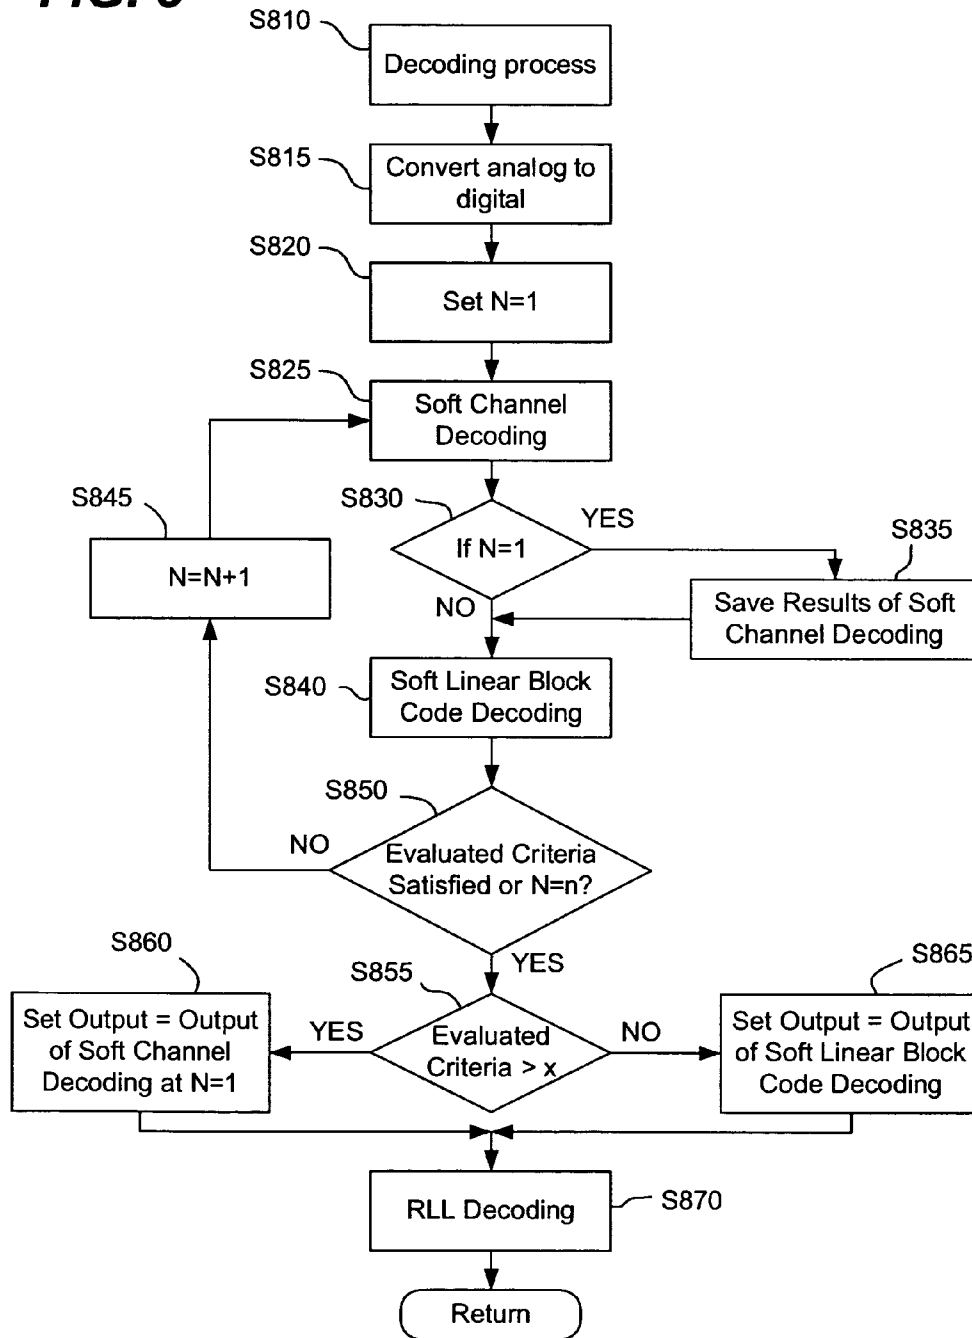 S810
Decoding process
S815
Convert analog to
digital
S820
Set N=1
S825
Soft Channel
Decoding
S845
N=N+1
S830
If N=1
YES
NO
S835
Save Results of Soft
Channel Decoding
S840
Soft Linear Block
Code Decoding
S850
NO
Evaluated Criteria
Satisfied or N=n?
YES
S860
Set Output = Output
of Soft Channel
Decoding at N=1
S855
YES
Evaluated
Criteria > x
NO
S865
Set Output = Output
of Soft Linear Block
Code Decoding
RLL Decoding
S870
Return